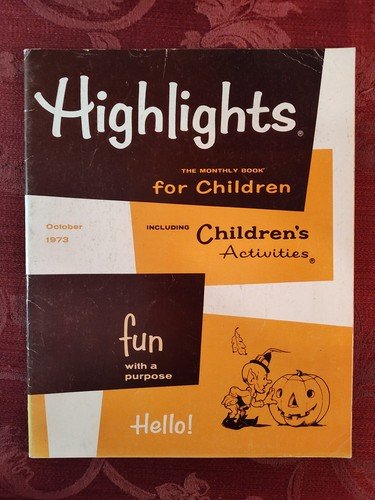 Highlights®
THE MONTHLY BOOK®
for Children
October
1973
INCLUDING Children's
Activities®
fun
with a
purpose
Hello!